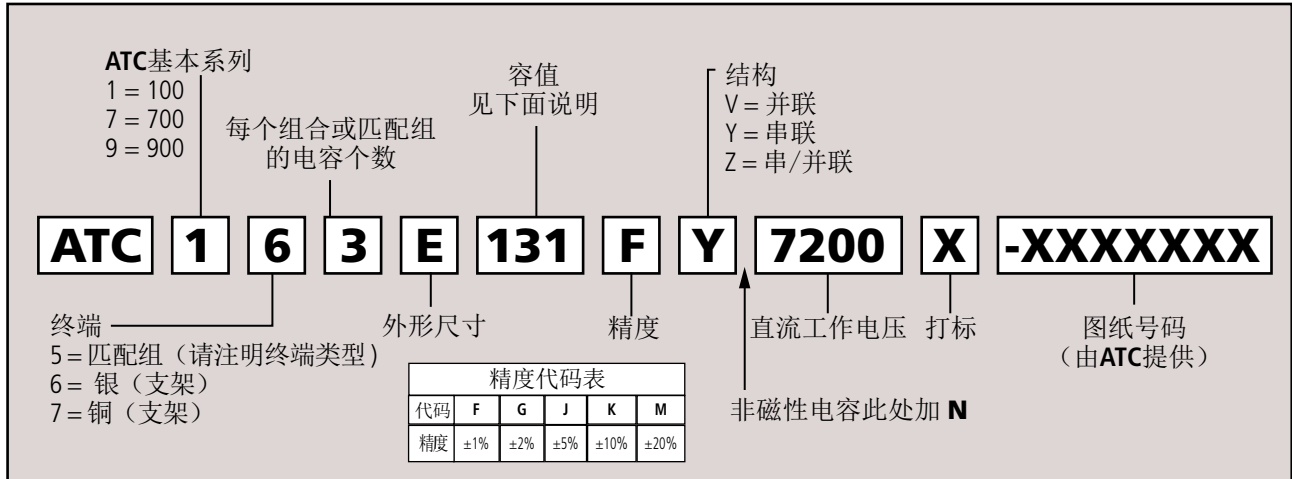 ATC基本系列
1 = 100
7 = 700
9 = 900
每个组合或匹配组
的电容个数
容值
见下面说明
结构
V = 并联
Y = 串联
Z = 串/并联
ATC 1 6 3 E 131 F Y 7200 X -XXXXXXX
终端
5 = 匹配组（请注明终端类型）
6 = 银（支架）
7 = 铜（支架）
外形尺寸
精度
直流工作电压
打标
图纸号码
（由ATC提供）
非磁性电容此处加 N
精度代码表
代码 F G J K M
精度 ±1% ±2% ±5% ±10% ±20%